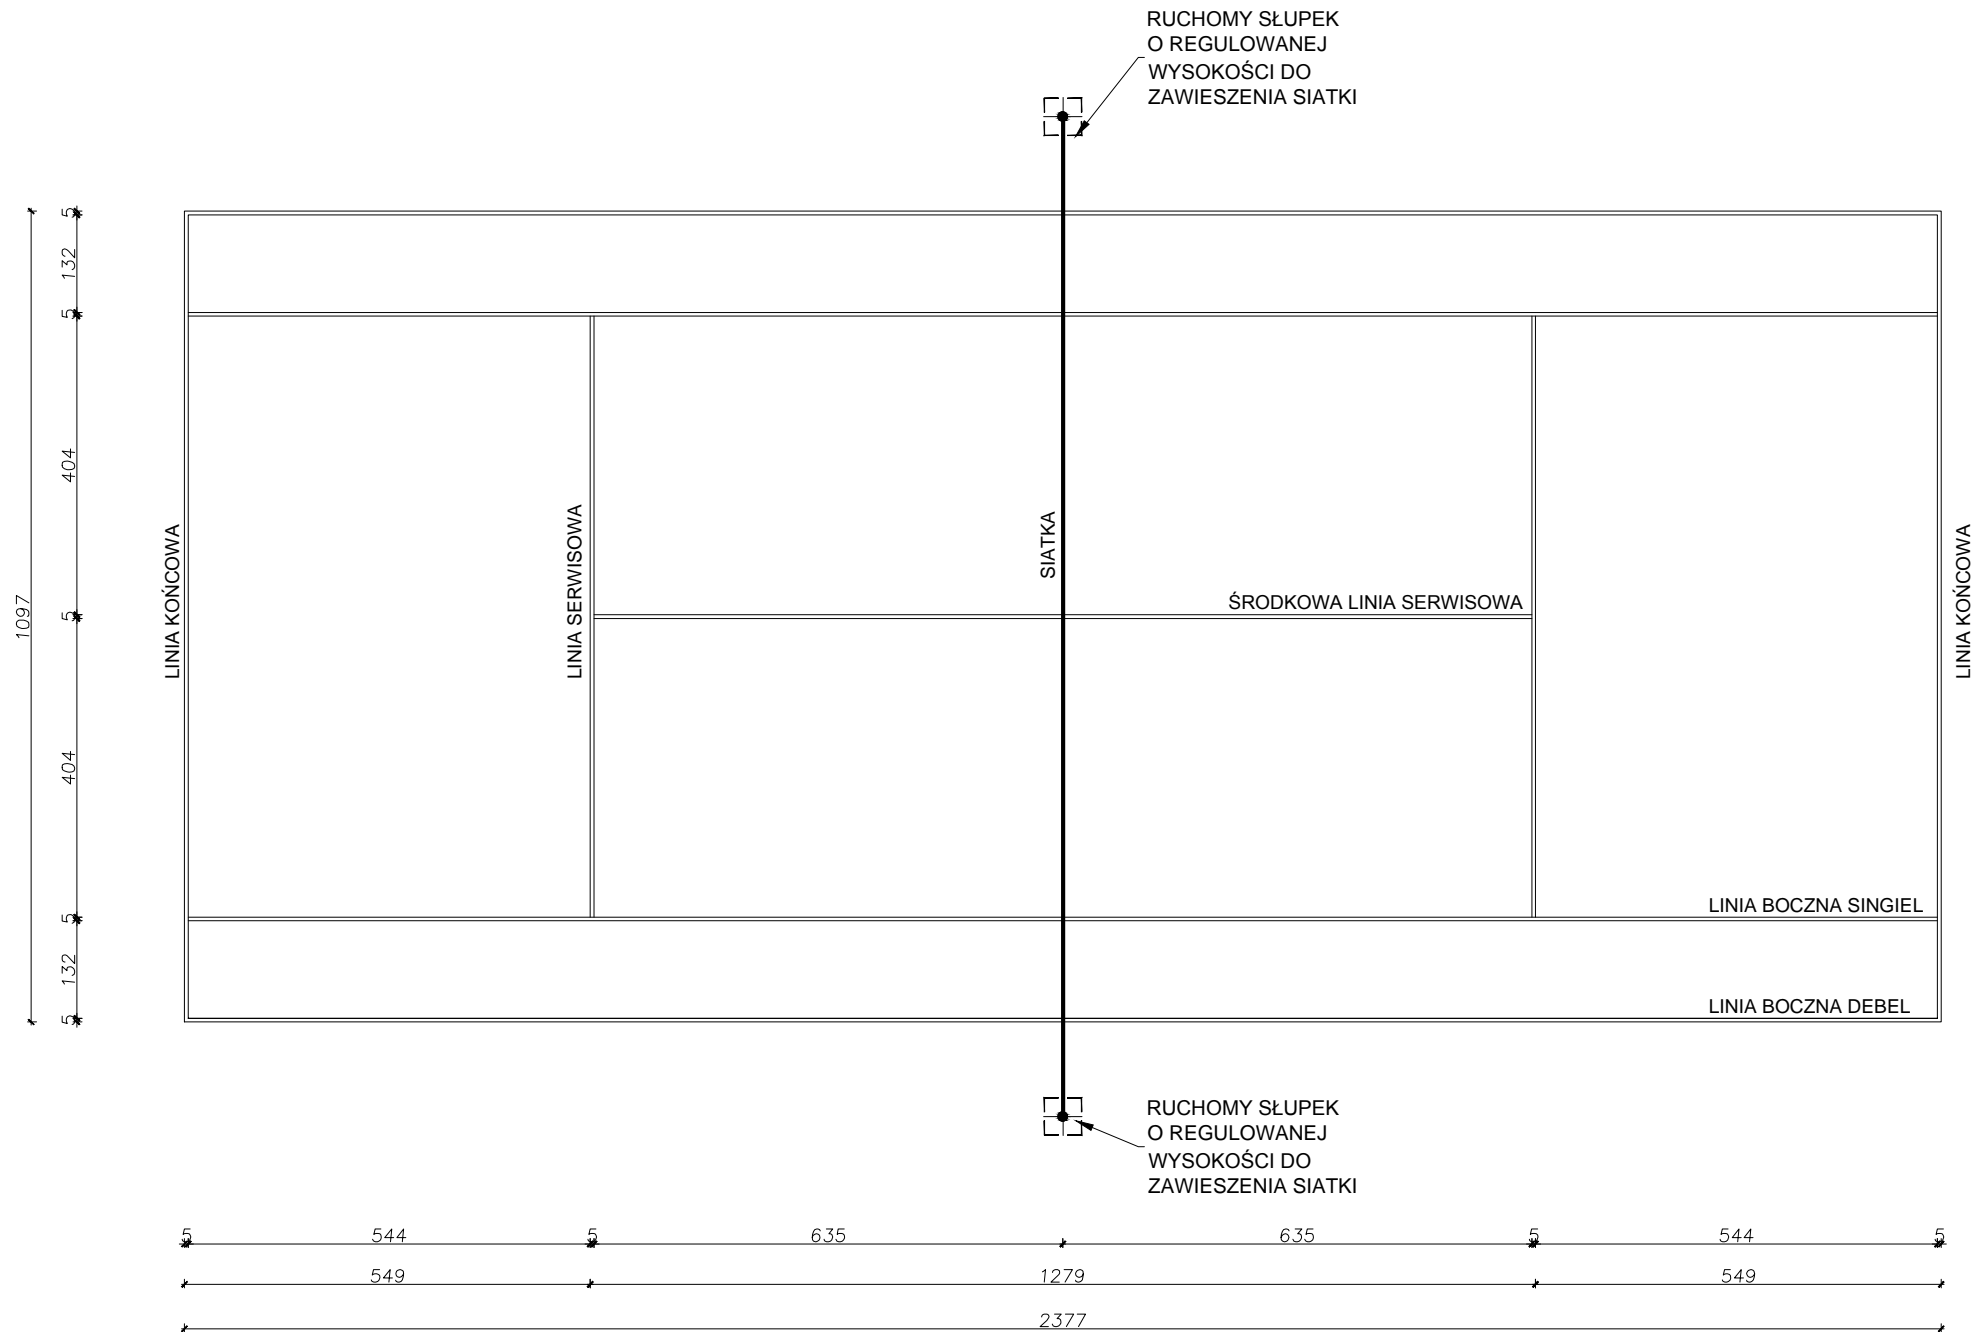 RUCHOMY SŁUPEK
O REGULOWANEJ
WYSOKOŚCI DO
ZAWIESZENIA SIATKI
5
132
5
404
5
404
5
132
5
1097
LINIA KOŃCOWA
LINIA SERWISOWA
SIATKA
ŚRODKOWA LINIA SERWISOWA
LINIA KOŃCOWA
LINIA BOCZNA SINGIEL
LINIA BOCZNA DEBEL
RUCHOMY SŁUPEK
O REGULOWANEJ
WYSOKOŚCI DO
ZAWIESZENIA SIATKI
5 544 5 635 635 5 544 5
549 1279 549
2377